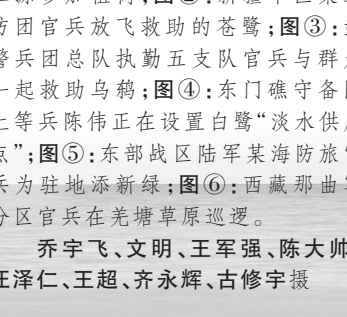 防团官兵放飞救助的苍鹭;图③:
警兵团总队执勤五支队官兵与群
一起救助乌鸫;图④:东门礁守备
上等兵陈伟正在设置白鹭“淡水供
点”;图⑤:东部战区陆军某海防旅
兵为驻地添新绿;图⑥:西藏那曲
分区官兵在羌塘草原巡逻。
乔宇飞、文明、王军强、陈大帅
汪泽仁、王超、齐永辉、古修宇摄